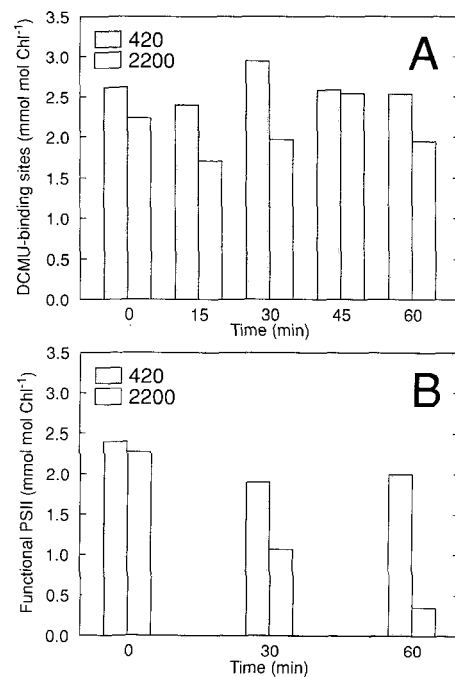 A
420
2200
DCMU-binding sites (mmol mol Chl⁻¹)
3.5
3.0
2.5
2.0
1.5
1.0
0.5
0.0
0 15 30 45 60
Time (min)
B
420
2200
Functional PSII (mmol mol Chl⁻¹)
3.5
3.0
2.5
2.0
1.5
1.0
0.5
0.0
0 30 60
Time (min)